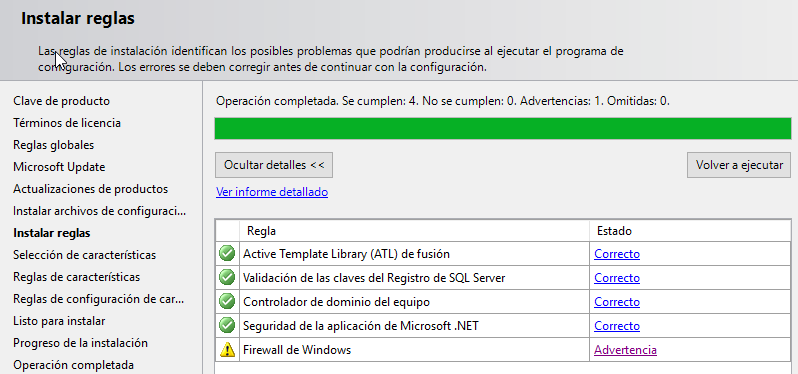 Instalar reglas
Las reglas de instalación identifican los posibles problemas que podrían producirse al ejecutar el programa de
configuración. Los errores se deben corregir antes de continuar con la configuración.
Clave de producto
Términos de licencia
Reglas globales
Microsoft Update
Actualizaciones de productos
Instalar archivos de configuraci...
Instalar reglas
Selección de características
Reglas de características
Reglas de configuración de car...
Listo para instalar
Progreso de la instalación
Operación completada
Operación completada. Se cumplen: 4. No se cumplen: 0. Advertencias: 1. Omitidas: 0.
Ocultar detalles << Volver a ejecutar
Ver informe detallado
Regla Estado
Active Template Library (ATL) de fusión Correcto
Validación de las claves del Registro de SQL Server Correcto
Controlador de dominio del equipo Correcto
Seguridad de la aplicación de Microsoft .NET Correcto
Firewall de Windows Advertencia